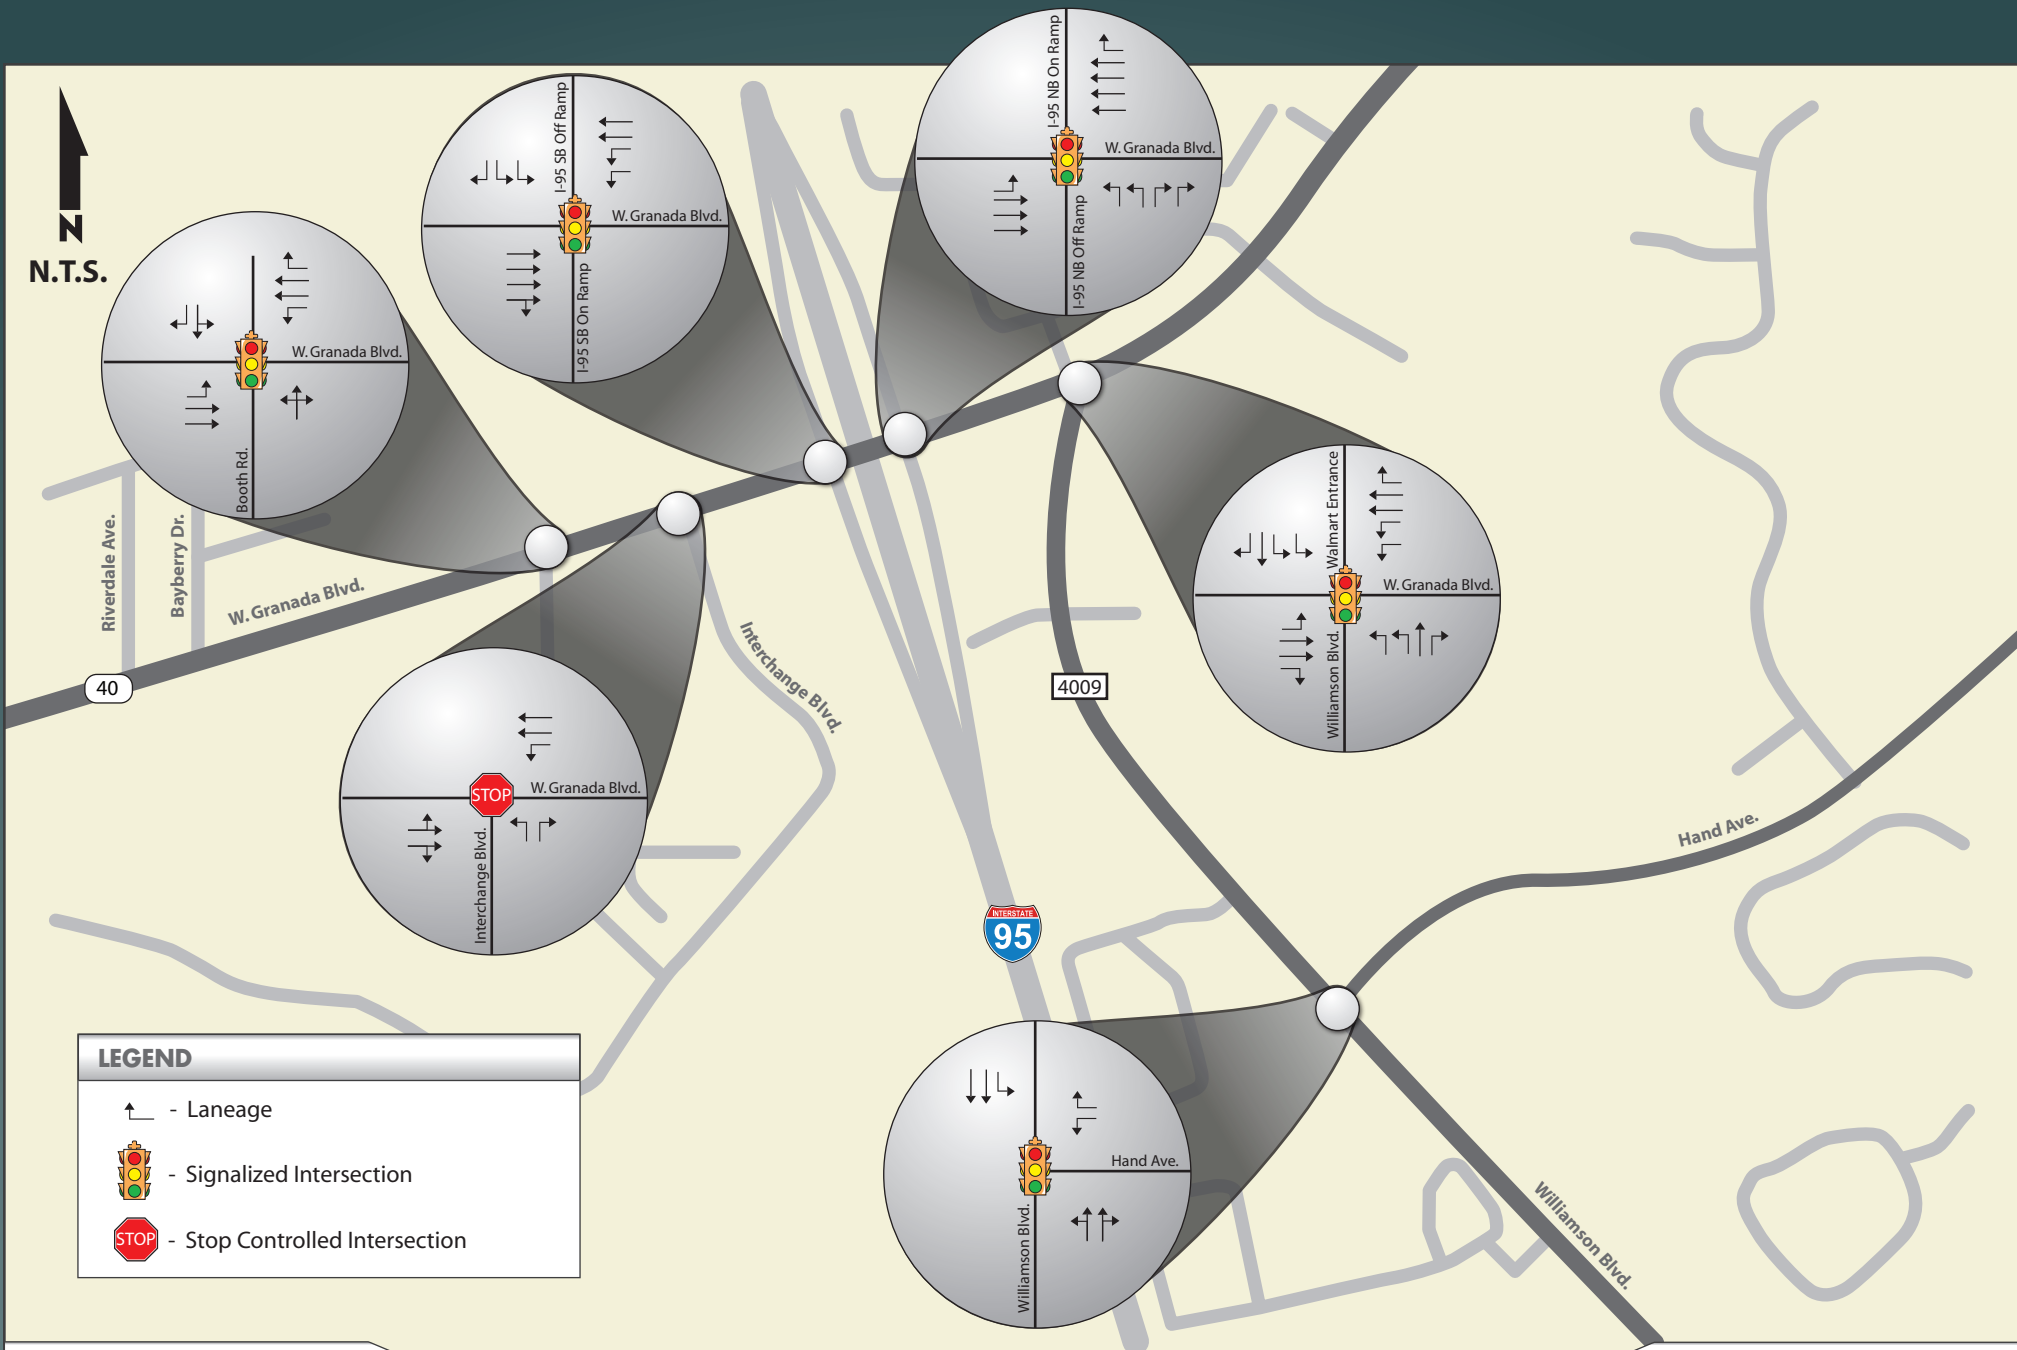 I-95 NB On Ramp
W. Granada Blvd.
I-95 NB Off Ramp
I-95 SB Off Ramp
W. Granada Blvd.
I-95 SB On Ramp
N
N.T.S.
W. Granada Blvd.
Booth Rd.
Walmart Entrance
W. Granada Blvd.
Williamson Blvd.
Riverdale Ave.
Bayberry Dr.
W. Granada Blvd.
40
Interchange Blvd.
4009
STOP
W. Granada Blvd.
Interchange Blvd.
Hand Ave.
INTERSTATE
95
LEGEND
- Laneage
- Signalized Intersection
STOP - Stop Controlled Intersection
Hand Ave.
Williamson Blvd.
Williamson Blvd.